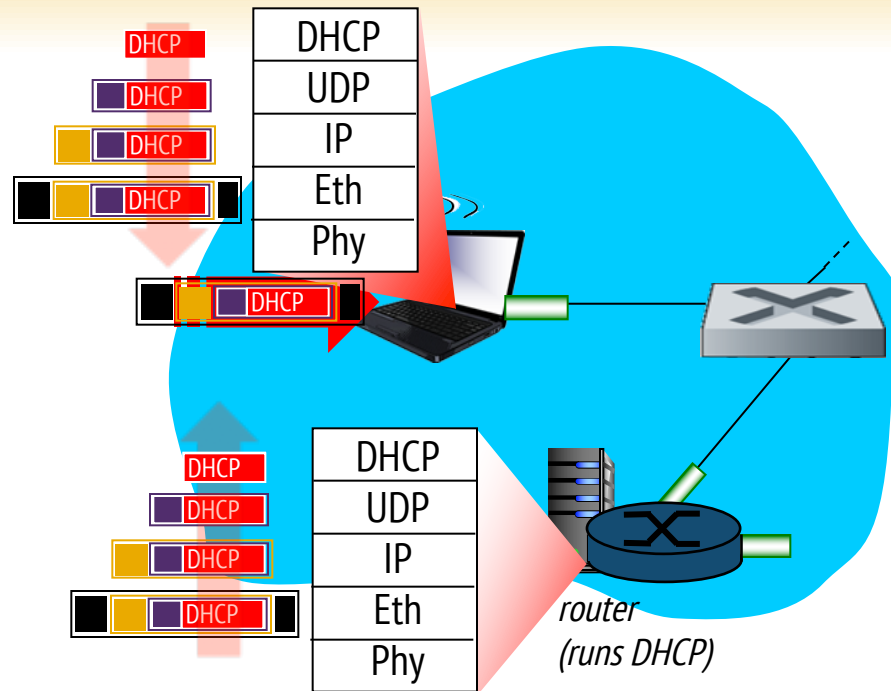 DHCP
DHCP
DHCP
DHCP
DHCP
UDP
IP
Eth
Phy
DHCP
DHCP
DHCP
DHCP
DHCP
DHCP
UDP
IP
Eth
Phy
router
(runs DHCP)